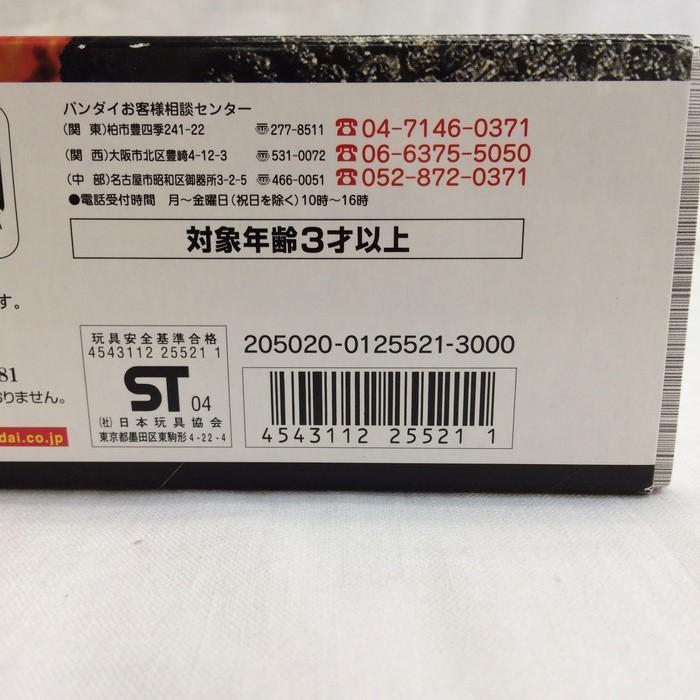 バンダイお客様相談センター
(関 東)柏市豊四季241-22 〠277-8511 ☎04-7146-0371
(関 西)大阪市北区豊崎4-12-3 〠531-0072 ☎06-6375-5050
(中 部)名古屋市昭和区御器所3-2-5 〠466-0051 ☎052-872-0371
●電話受付時間 月〜金曜日(祝日を除く)10時〜16時
対象年齢3才以上
す。
玩具安全基準合格
4543112 25521 1
ST 04
(社)日本玩具協会
東京都墨田区東駒形4-22-4
205020-0125521-3000
4543112 255211
81
おりません。
dai.co.jp